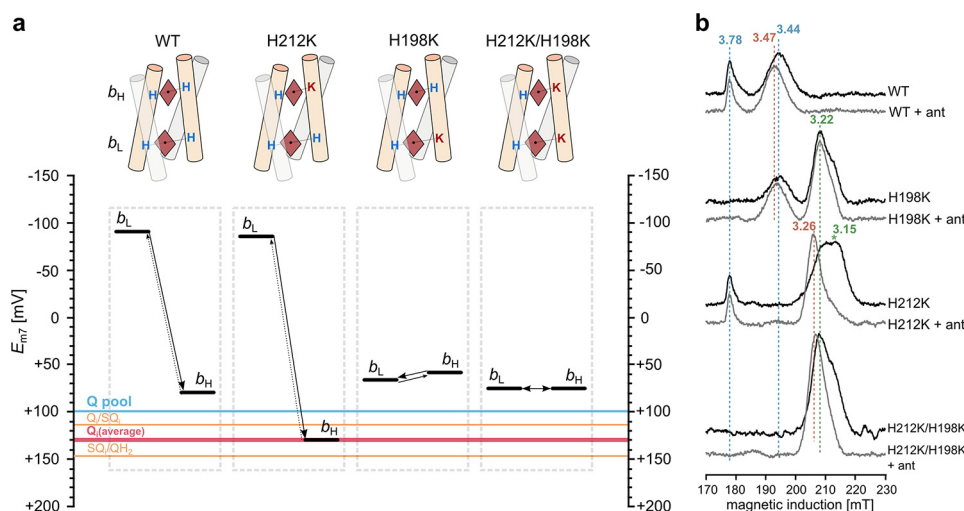 a
WT
H212K
H198K
H212K/H198K
bH
bL
H
H
H
H
H
K
H
H
H
H
H
K
H
K
H
K
-150
-100
-50
0
+50
+100
+150
+200
Em7 [mV]
bL
bH
bL
bH
bL
bH
bL
bH
Q pool
Qi/SQi
Qi(average)
SQi/QH2
-150
-100
-50
0
+50
+100
+150
+200
b
3.78
3.47
3.44
WT
WT + ant
3.22
H198K
H198K + ant
3.26
*3.15
H212K
H212K + ant
H212K/H198K
H212K/H198K
+ ant
170 180 190 200 210 220 230
magnetic induction [mT]